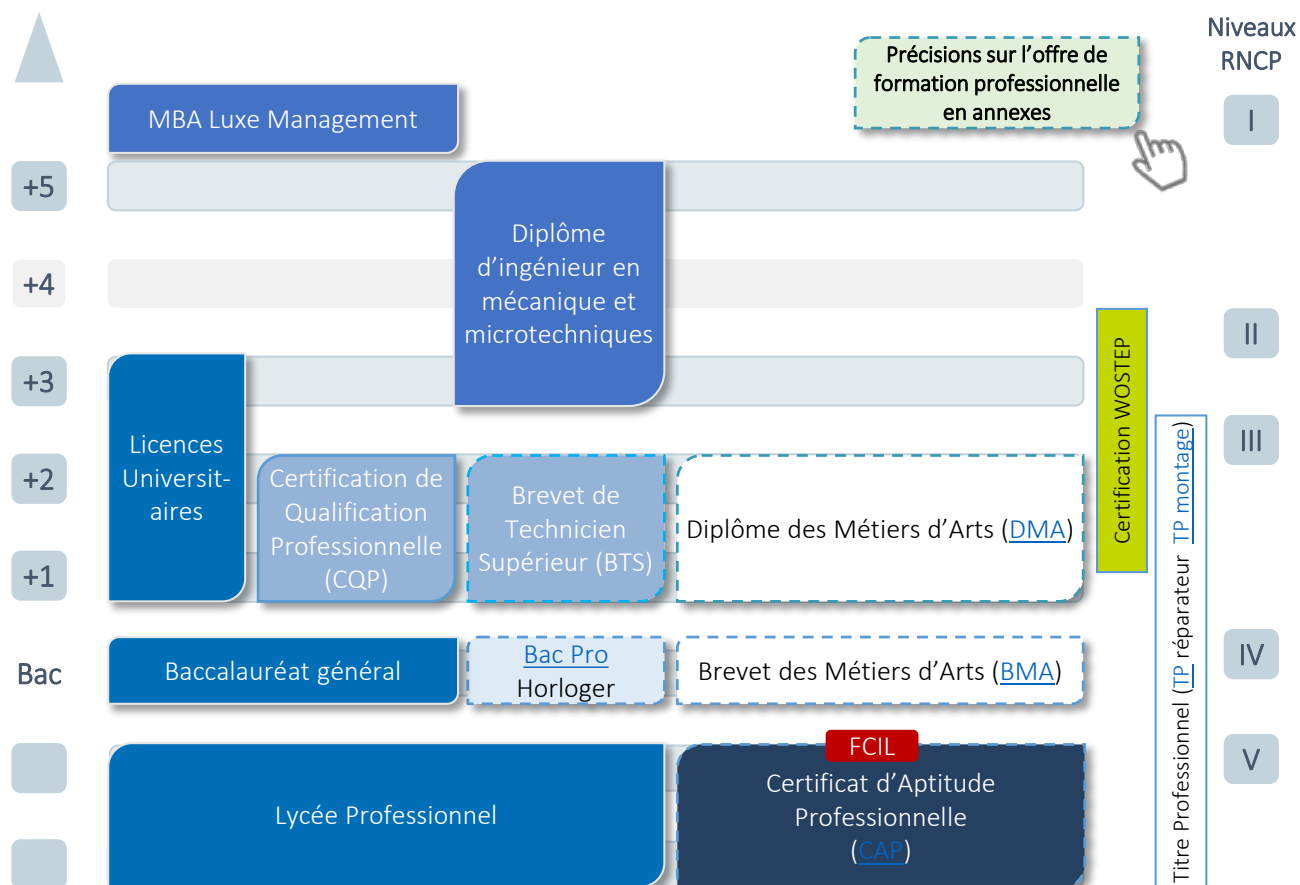 Niveaux
RNCP
Précisions sur l’offre de
formation professionnelle
en annexes
I
MBA Luxe Management
+5
Diplôme
d’ingénieur en
mécanique et
microtechniques
+4
II
+3
Certification WOSTEP
III
Licences
Universit-
aires
+2
Certification de
Qualification
Professionnelle
(CQP)
Brevet de
Technicien
Supérieur (BTS)
Diplôme des Métiers d’Arts (DMA)
+1
Titre Professionnel (TP réparateur TP montage)
Bac
Baccalauréat général
Bac Pro
Horloger
Brevet des Métiers d’Arts (BMA)
IV
FCIL
V
Lycée Professionnel
Certificat d’Aptitude
Professionnelle
(CAP)